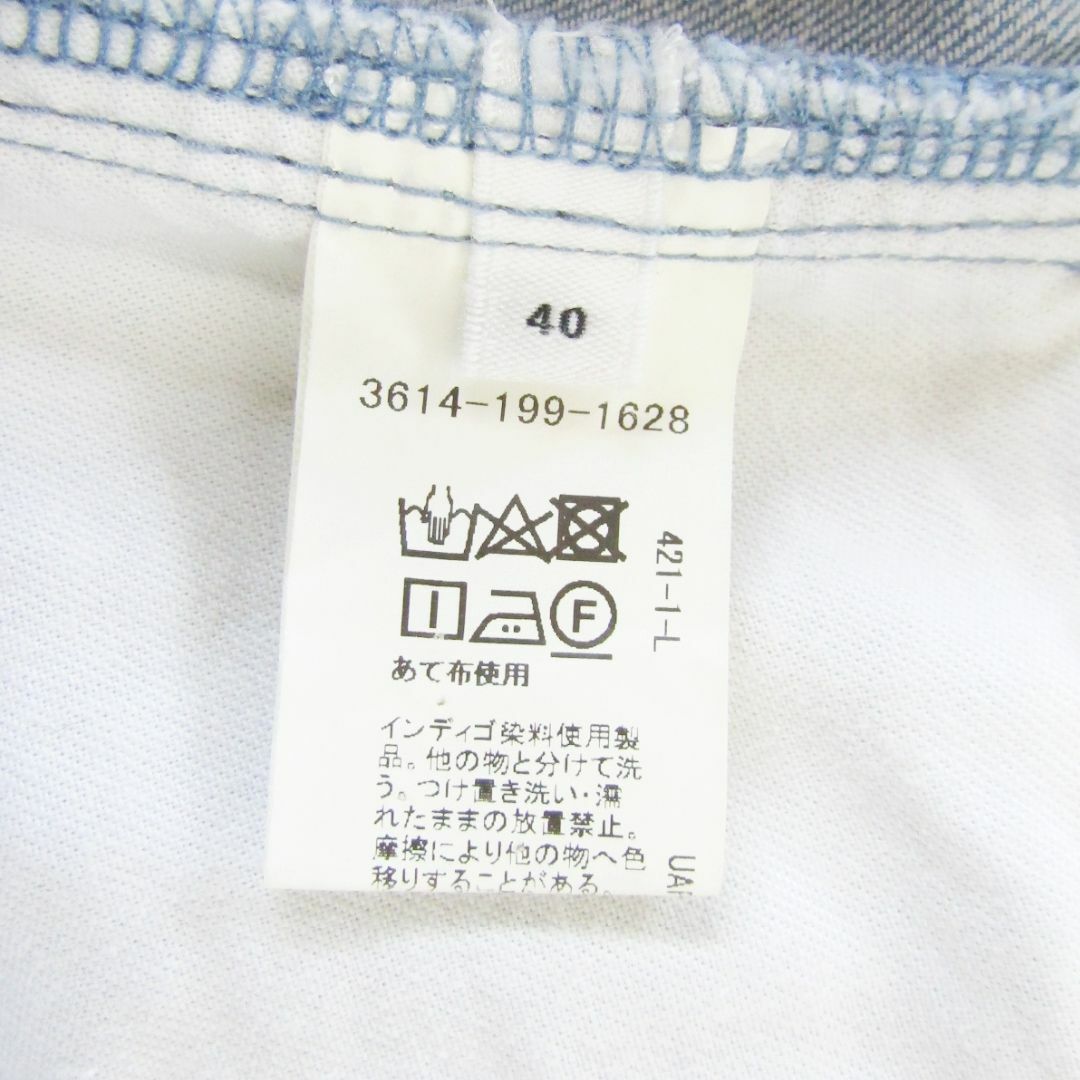 40
3614-199-1628
421-1-L
F
あて布使用
インディゴ染料使用製
品。他の物と分けて洗
う。つけ置き洗い・濡
れたままの放置禁止。
摩擦により他の物へ色
移りすることがある。